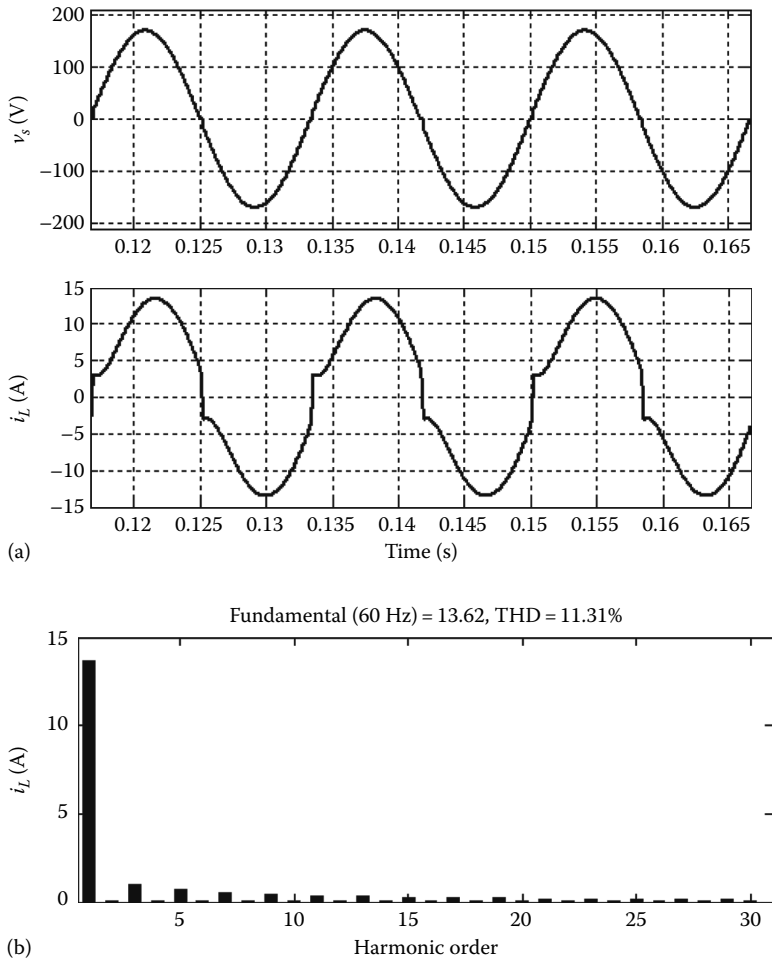 200
100
0
−100
−200
v_s (V)
0.12 0.125 0.13 0.135 0.14 0.145 0.15 0.155 0.16 0.165
15
10
5
0
−5
−10
−15
i_L (A)
0.12 0.125 0.13 0.135 0.14 0.145 0.15 0.155 0.16 0.165
(a)
Time (s)
Fundamental (60 Hz) = 13.62, THD = 11.31%
15
10
5
0
i_L (A)
5 10 15 20 25 30
(b)
Harmonic order